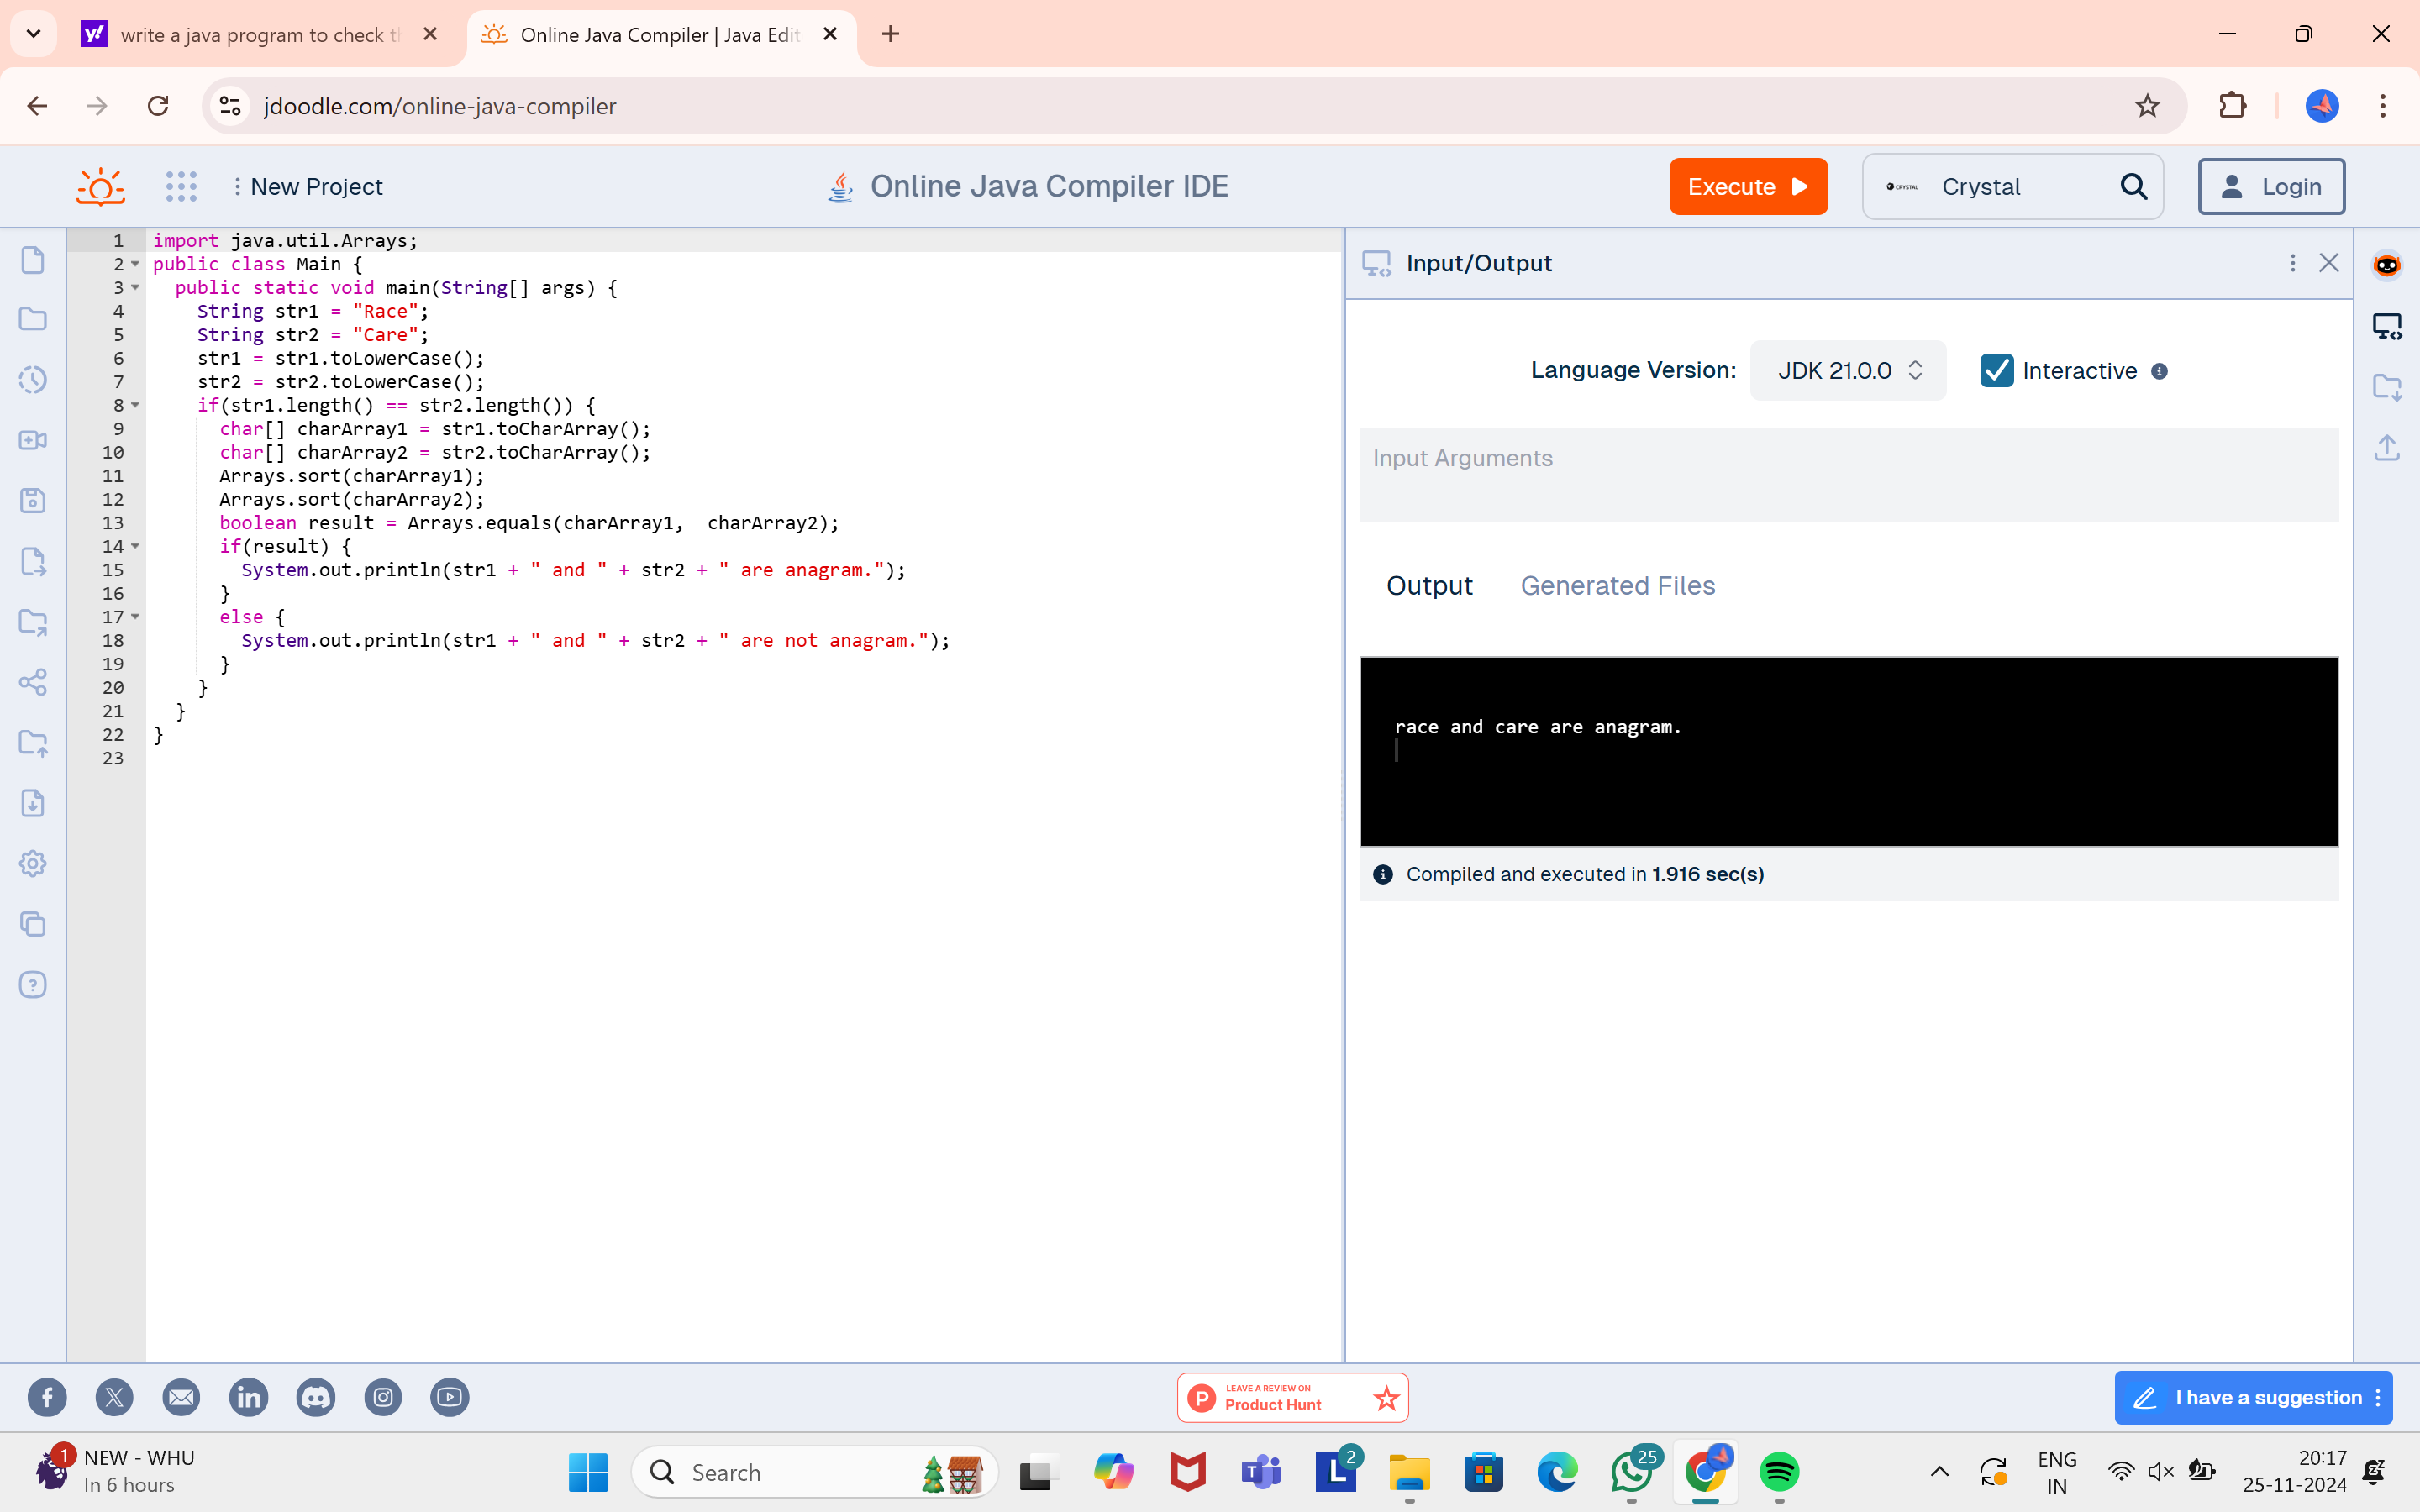 write a java program to check t
Online Java Compiler | Java Edit
jdoodle.com/online-java-compiler
New Project
Online Java Compiler IDE
Execute
CRYSTAL
Crystal
Login
1 import java.util.Arrays;
2 public class Main {
3   public static void main(String[] args) {
4     String str1 = "Race";
5     String str2 = "Care";
6     str1 = str1.toLowerCase();
7     str2 = str2.toLowerCase();
8     if(str1.length() == str2.length()) {
9       char[] charArray1 = str1.toCharArray();
10       char[] charArray2 = str2.toCharArray();
11       Arrays.sort(charArray1);
12       Arrays.sort(charArray2);
13       boolean result = Arrays.equals(charArray1,  charArray2);
14       if(result) {
15         System.out.println(str1 + " and " + str2 + " are anagram.");
16       }
17       else {
18         System.out.println(str1 + " and " + str2 + " are not anagram.");
19       }
20     }
21   }
22 }
23
Input/Output
Language Version:
JDK 21.0.0
Interactive
Input Arguments
Output
Generated Files
race and care are anagram.
Compiled and executed in 1.916 sec(s)
LEAVE A REVIEW ON
Product Hunt
I have a suggestion
1
NEW - WHU
In 6 hours
Search
2
25
ENG
IN
20:17
25-11-2024